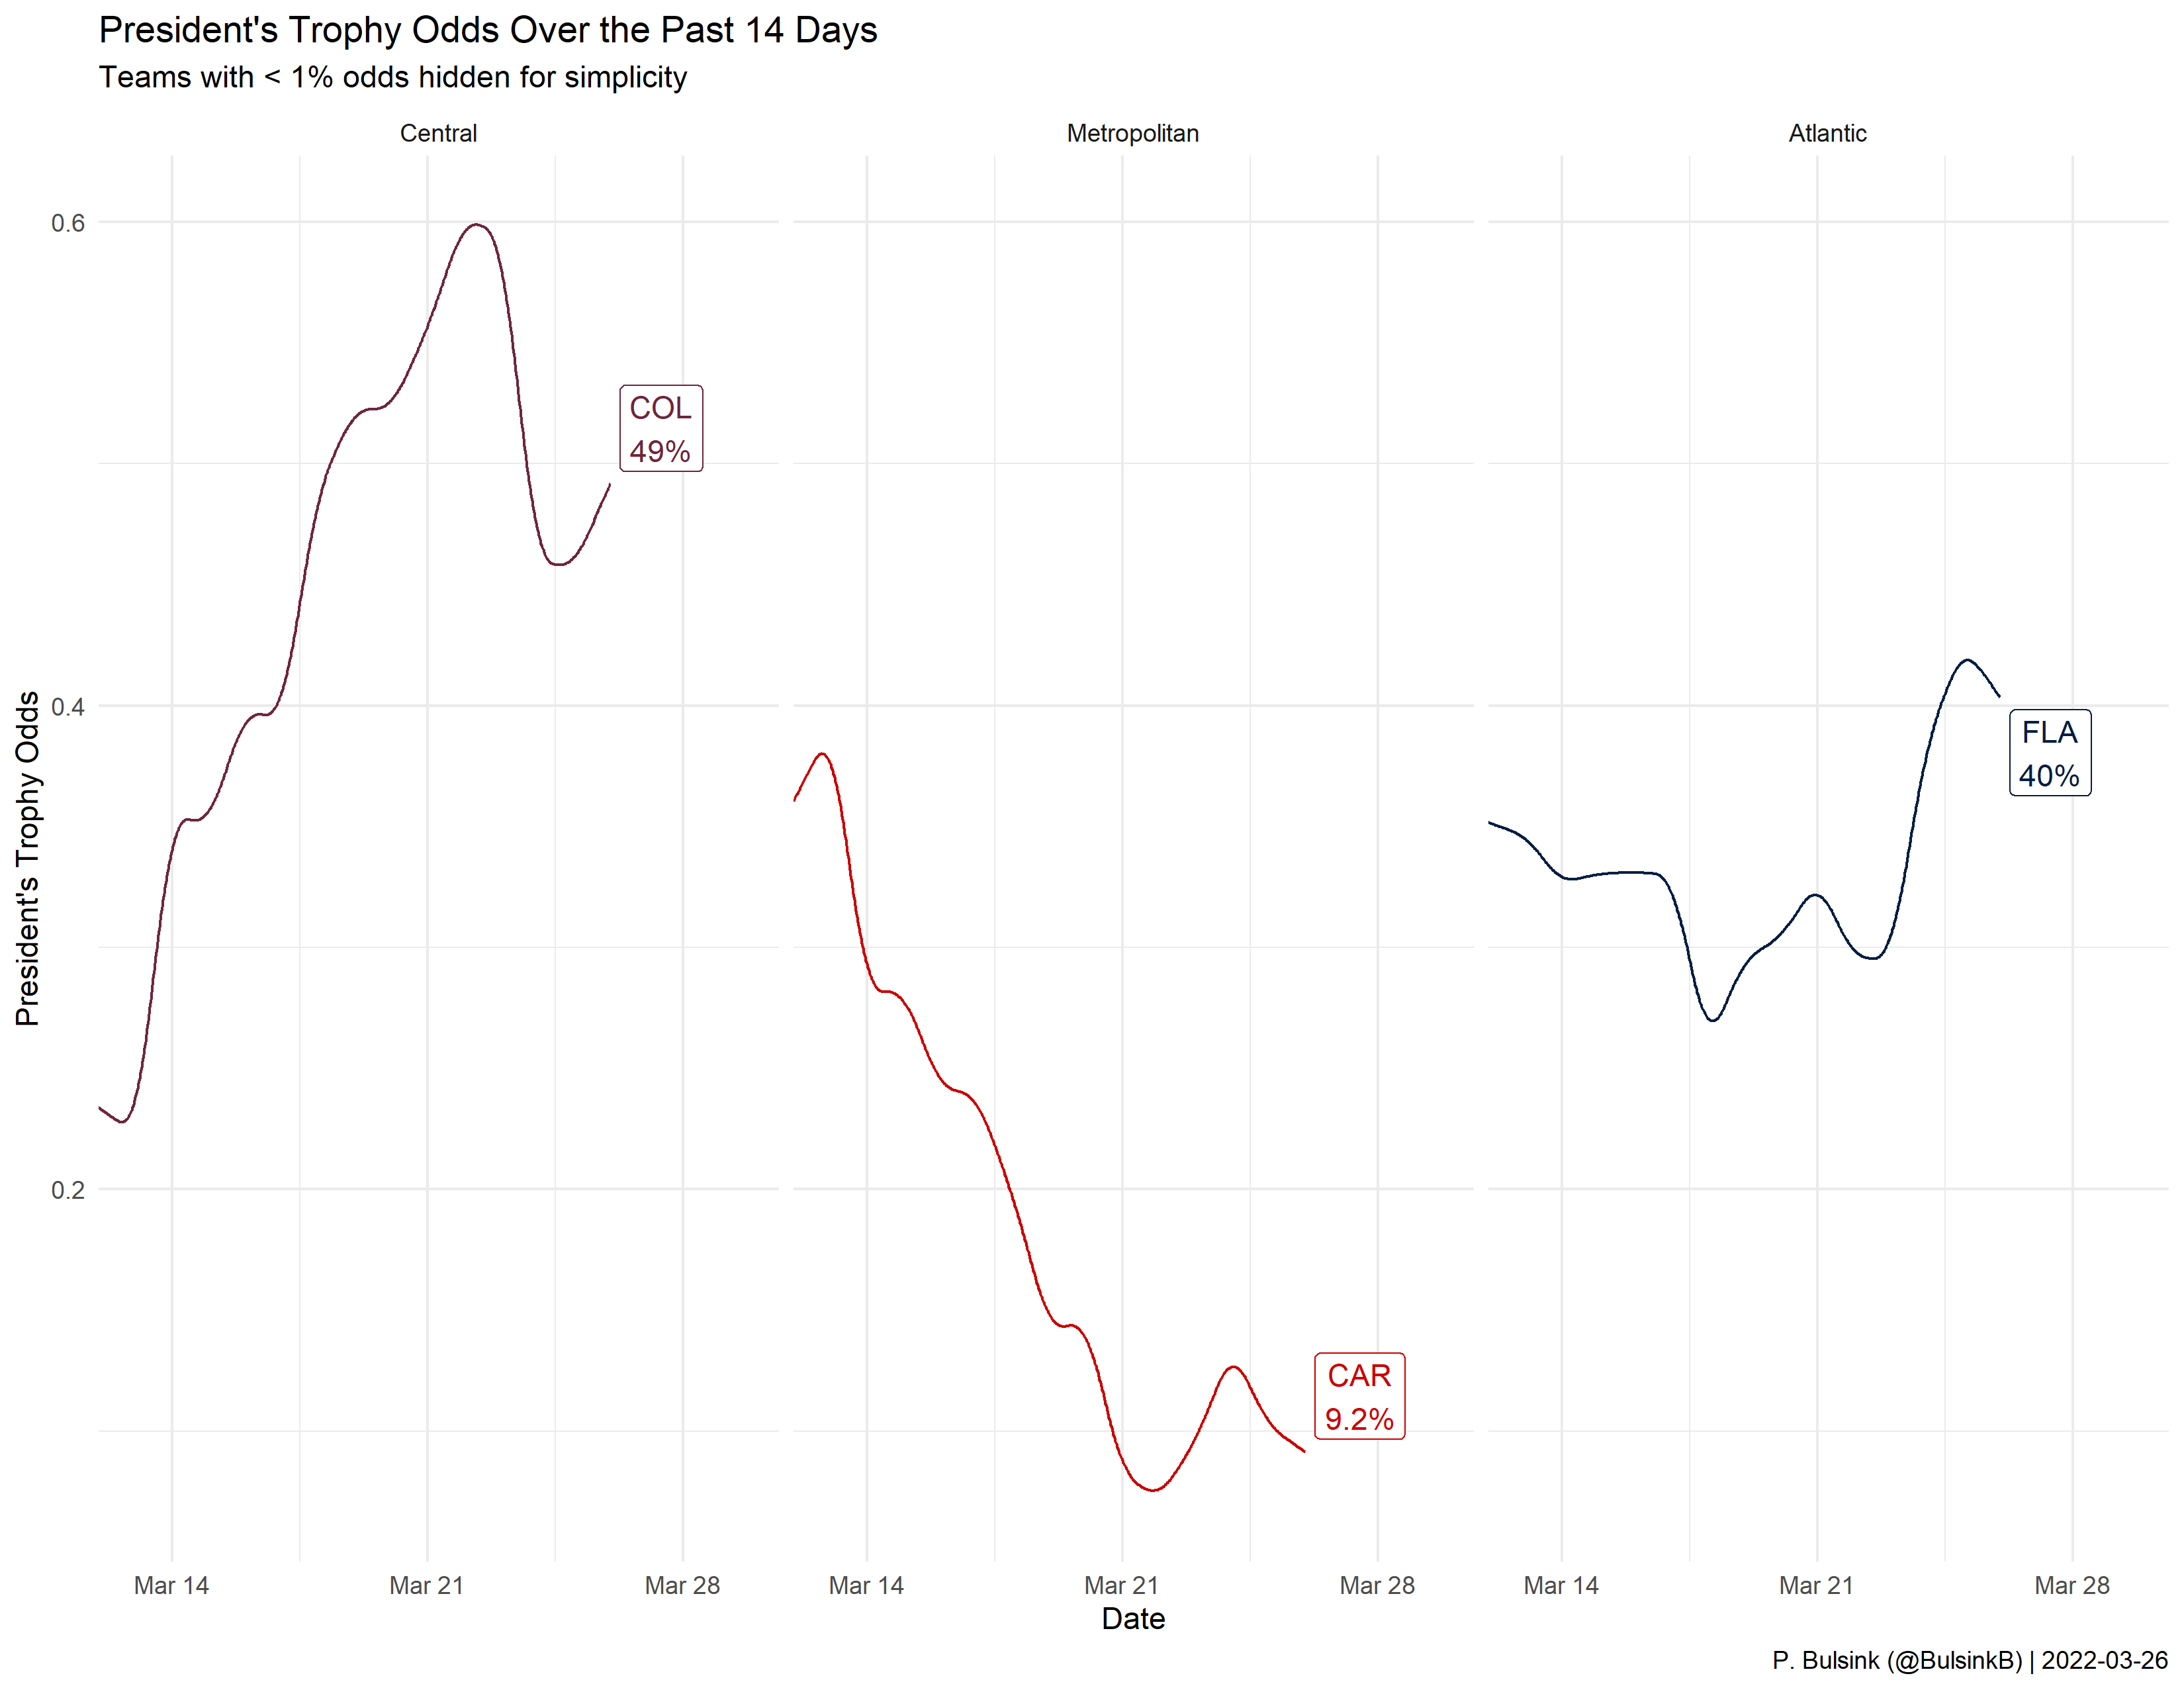 President's Trophy Odds Over the Past 14 Days
Teams with < 1% odds hidden for simplicity
Central
Metropolitan
Atlantic
0.6
0.4
0.2
President's Trophy Odds
COL
49%
CAR
9.2%
FLA
40%
Mar 14
Mar 21
Mar 28
Mar 14
Mar 21
Mar 28
Mar 14
Mar 21
Mar 28
Date
P. Bulsink (@BulsinkB) | 2022-03-26